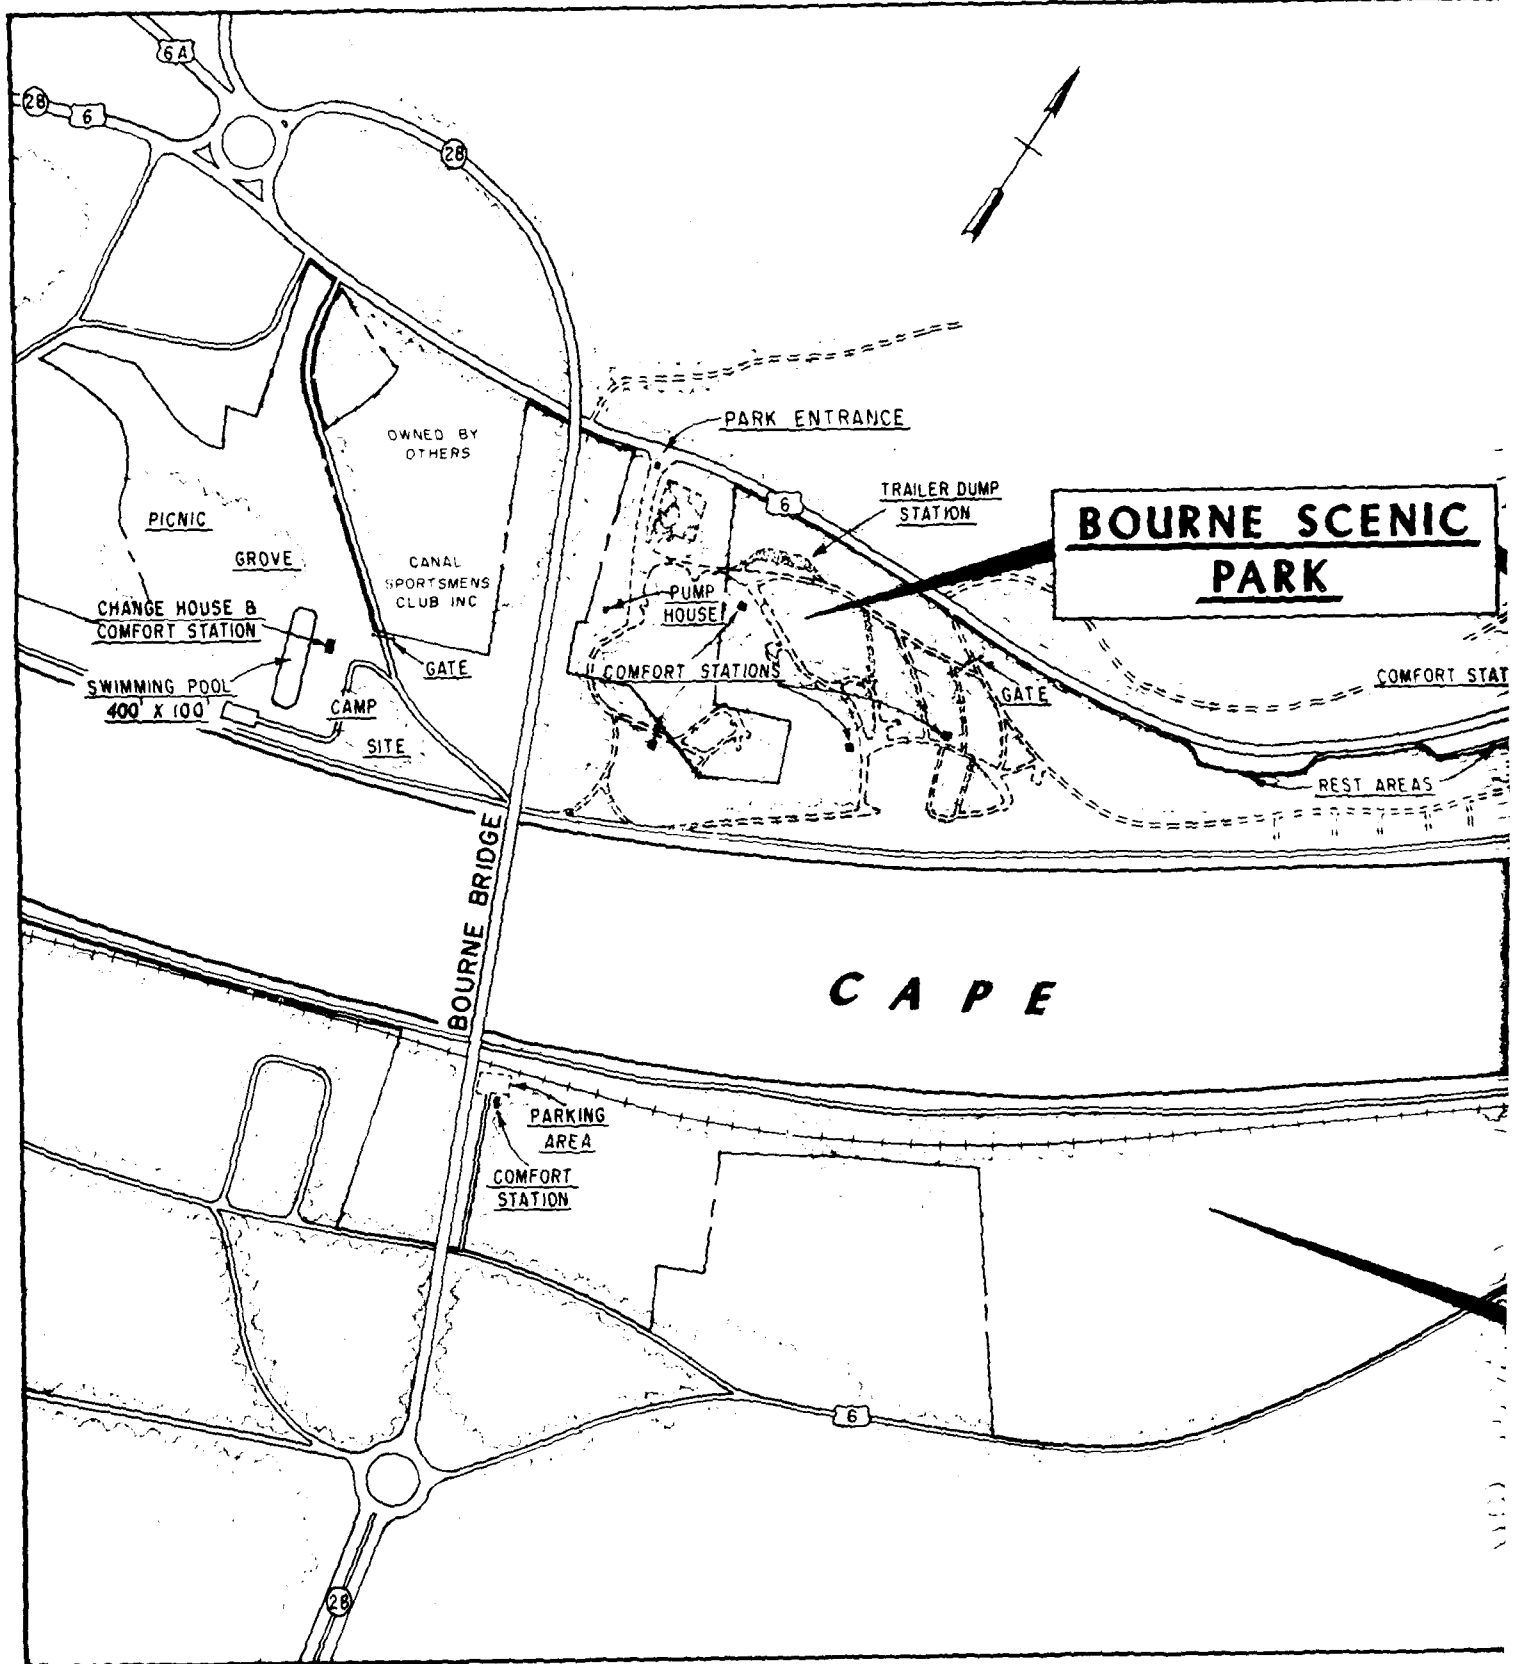 6A
28
6
28
PARK ENTRANCE
OWNED BY
OTHERS
TRAILER DUMP
STATION
6
BOURNE SCENIC
PARK
PICNIC
GROVE
CANAL
SPORTSMENS
CLUB INC
PUMP
HOUSE
CHANGE HOUSE &
COMFORT STATION
GATE
COMFORT STATIONS
GATE
COMFORT STAT
SWIMMING POOL
400' X 100'
CAMP
SITE
REST AREAS
BOURNE BRIDGE
CAPE
PARKING
AREA
COMFORT
STATION
6
28